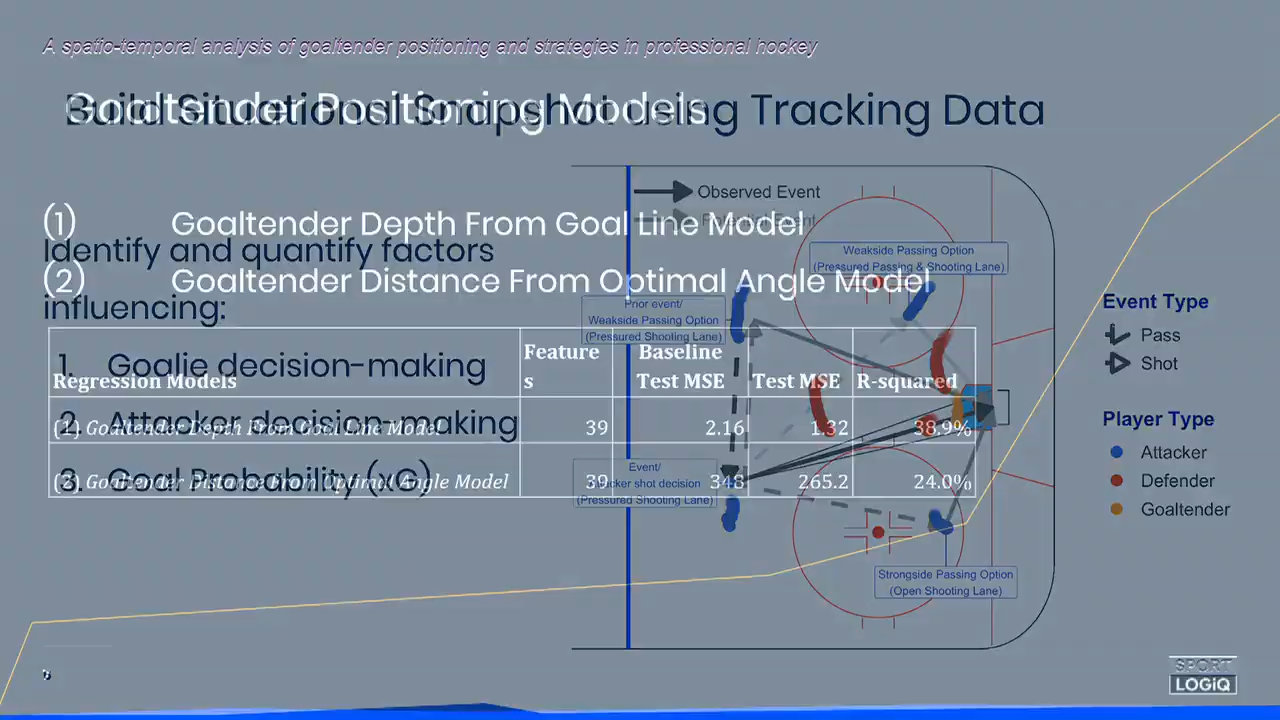 A spatio-temporal analysis of goaltender positioning and strategies in professional hockey
Build Situational Snapshot using Tracking Data
Goaltender Positioning Models
(1) Goaltender Depth From Goal Line Model
(2) Goaltender Distance From Optimal Angle Model
Identify and quantify factors
influencing:
1. Goalie decision-making
2. Attacker decision-making
3. Goal Probability (xG)
Regression Models Features Baseline Test MSE Test MSE R-squared
(1) Goaltender Depth From Goal Line Model 39 2.16 1.32 38.9%
(2) Goaltender Distance From Optimal Angle Model 39 348 265.2 24.0%
Observed Event
Potential Event
Weakside Passing Option
(Pressured Passing & Shooting Lane)
Prior event/
Weakside Passing Option
(Pressured Shooting Lane)
Event/
Attacker shot decision
(Pressured Shooting Lane)
Strongside Passing Option
(Open Shooting Lane)
Event Type
Pass
Shot
Player Type
Attacker
Defender
Goaltender
SPORT
LOGiQ